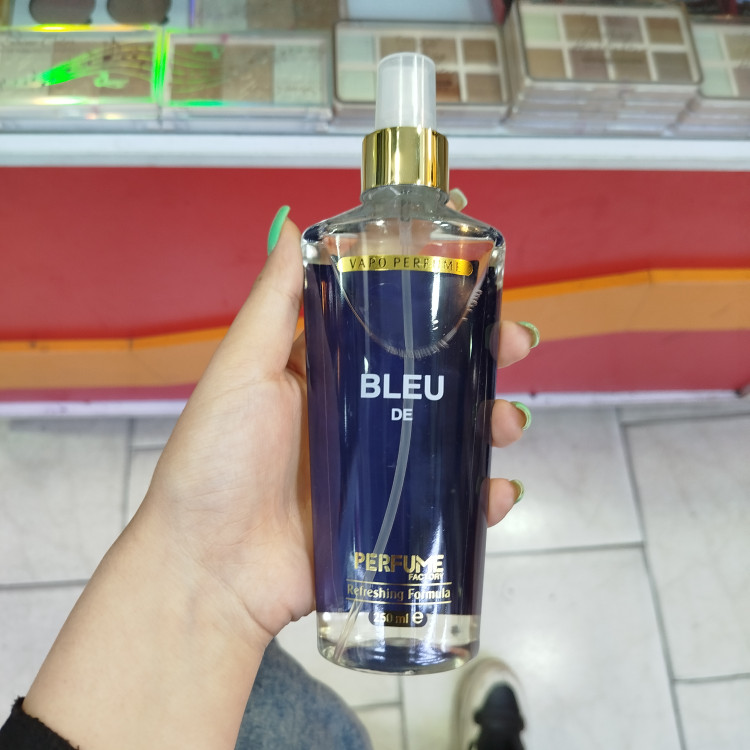 VAPO PERFUME
BLEU
DE
PERFUME
FACTORY
Refreshing Formula
250 ml e